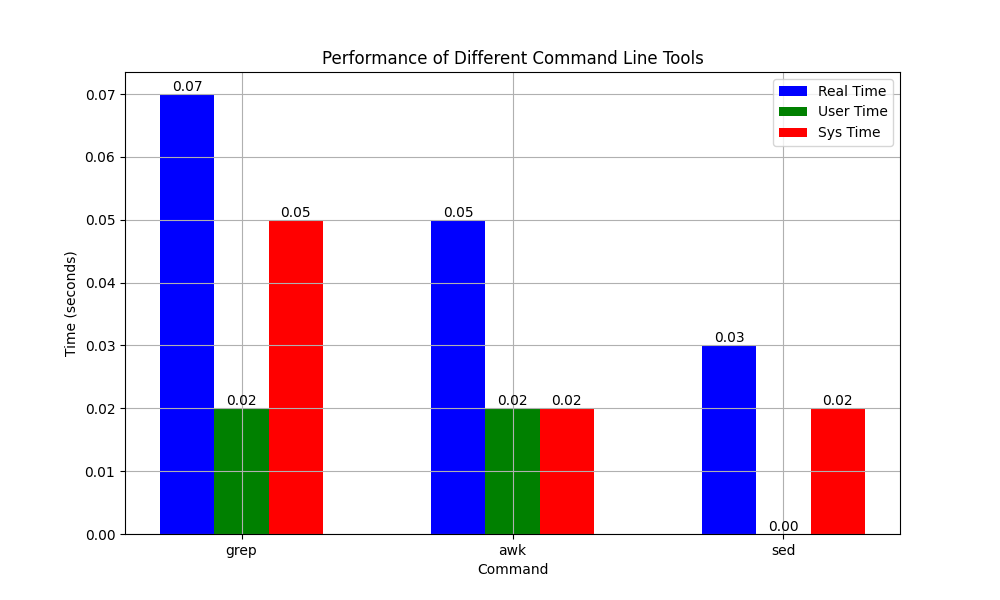 Performance of Different Command Line Tools
Real Time
User Time
Sys Time
Time (seconds)
0.07
0.06
0.05
0.04
0.03
0.02
0.01
0.00
0.07
0.02
0.05
0.05
0.02
0.02
0.03
0.00
0.02
grep
awk
sed
Command